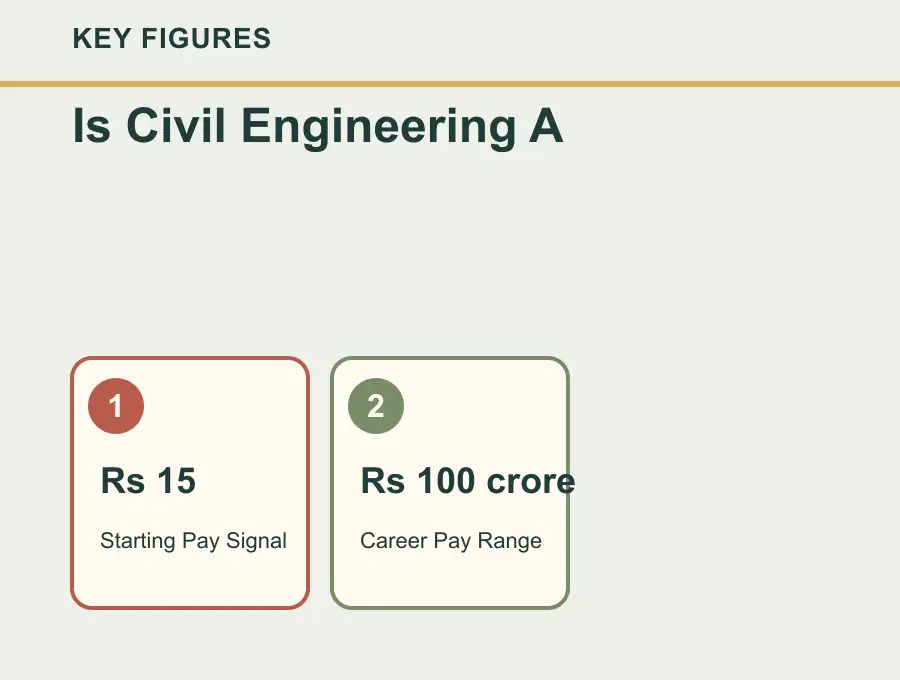 KEY FIGURES
Is Civil Engineering A
1
Rs 15
Starting Pay Signal
2
Rs 100 crore
Career Pay Range